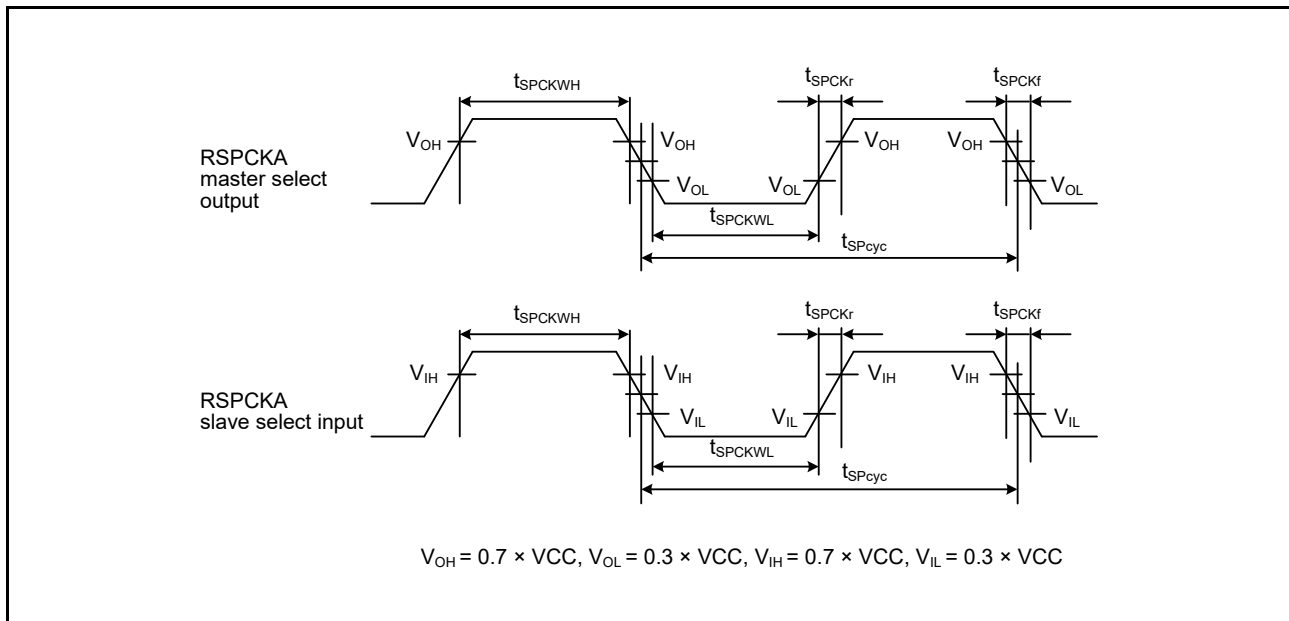 tSPCKWH
tSPCKr
tSPCKf
VOH
VOH
VOH
VOH
RSPCKA
master select
output
VOL
VOL
VOL
tSPCKWL
tSPcyc
tSPCKWH
tSPCKr
tSPCKf
VIH
VIH
VIH
VIH
RSPCKA
slave select input
VIL
VIL
VIL
tSPCKWL
tSPcyc
VOH = 0.7 × VCC, VOL = 0.3 × VCC, VIH = 0.7 × VCC, VIL = 0.3 × VCC